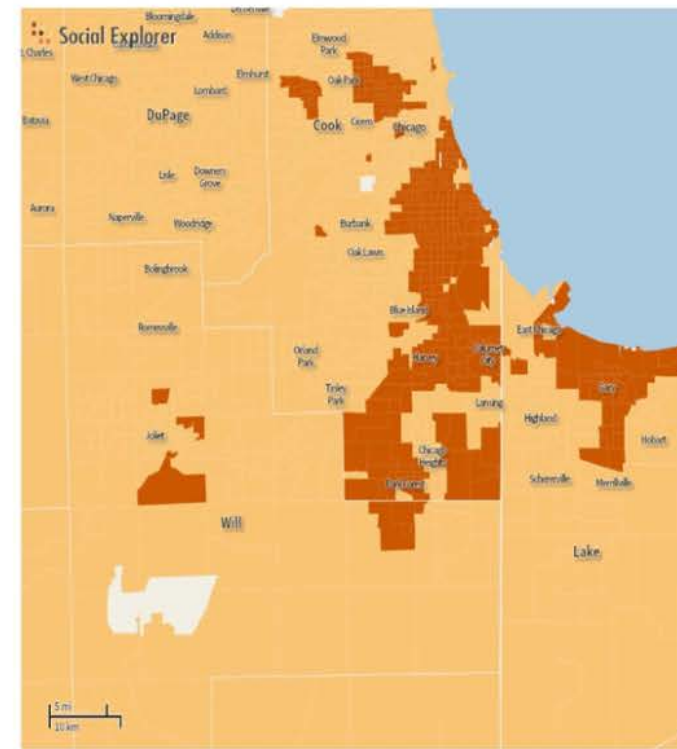 Bloomingdale
Social Explorer
Addison
Elmwood
Park
Charles
West Chicago
Elmhurst
Oak Park
Lombard
DuPage
Batavia
Cook
Cicero
Chicago
Lisle
Downers
Grove
Aurora
Naperville
Woodridge
Burbank
Oak Lawn
Bolingbrook
Blue Island
Romeoville
East Chicago
Orland
Park
Harvey
Calumet
City
Gary
Tinley
Park
Lansing
Highland
Joliet
Hobart
Chicago
Heights
Park Forest
Schererville
Merrillville
Will
Lake
5 mi
10 km